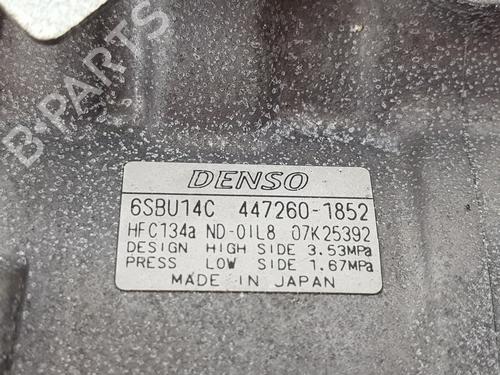 DENSO
6SBU14C 447260-1852
HFC134a ND-OIL8 07K25392
DESIGN HIGH SIDE 3.53MPa
PRESS LOW SIDE 1.67MPa
MADE IN JAPAN
B-PARTS